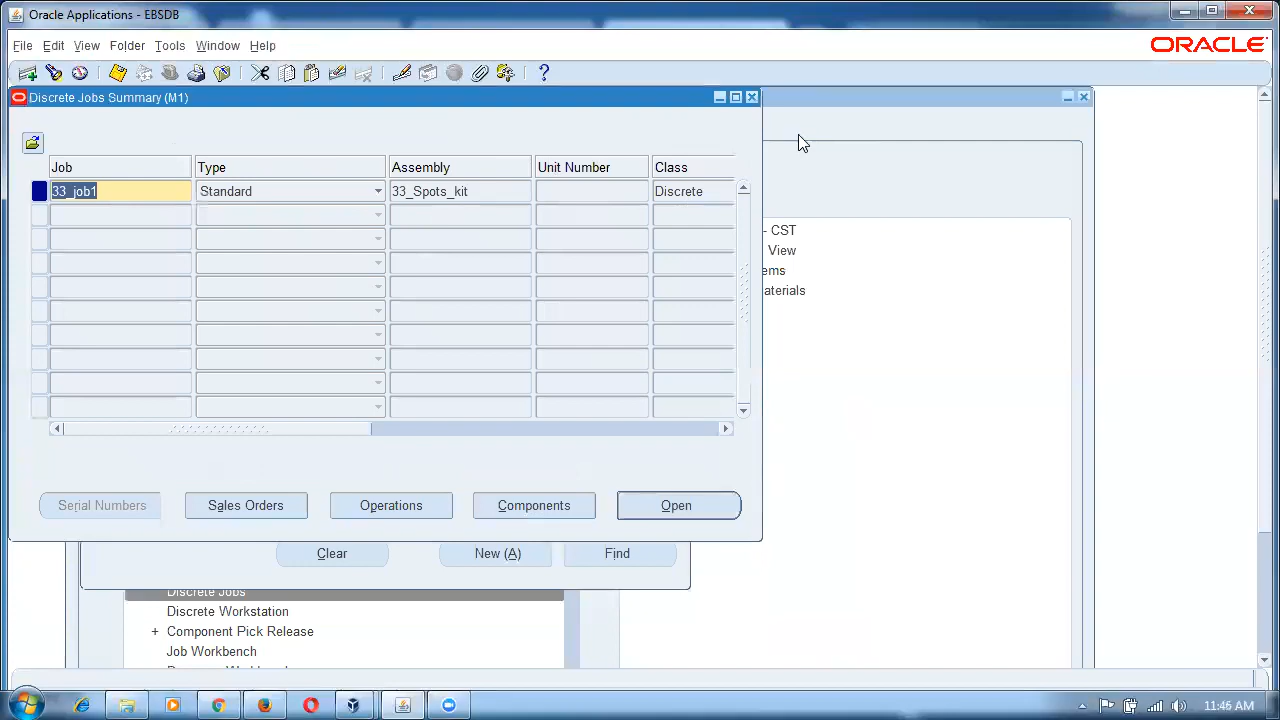 Oracle Applications - EBSDB
File Edit View Folder Tools Window Help
ORACLE
Discrete Jobs Summary (M1)
Job Type Assembly Unit Number Class
33_job1 Standard 33_Spots_kit Discrete
- CST
View
ems
aterials
Serial Numbers Sales Orders Operations Components Open
Clear New (A) Find
Discrete Jobs
Discrete Workstation
+ Component Pick Release
Job Workbench
11:46 AM